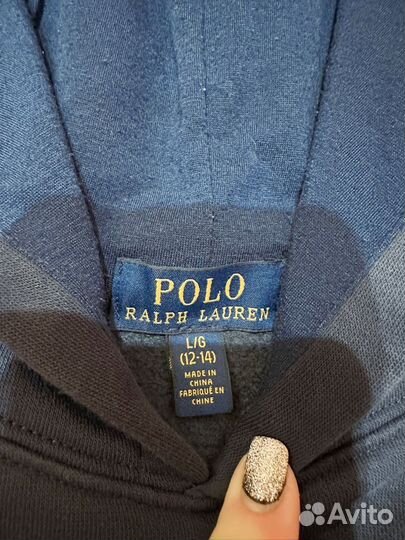 POLO
RALPH LAUREN
L/G
(12-14)
MADE IN
CHINA
FABRIQUÉ EN
CHINE
Avito